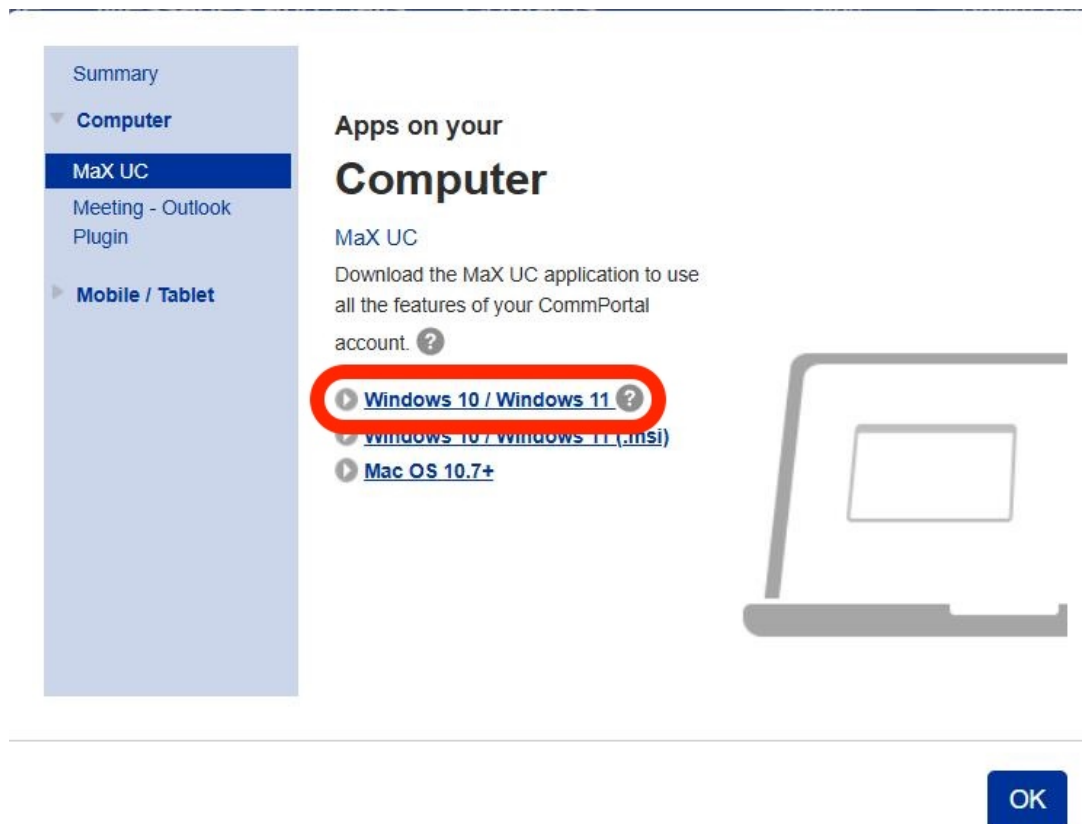 Summary
Computer
MaX UC
Meeting - Outlook
Plugin
Mobile / Tablet
Apps on your
Computer
MaX UC
Download the MaX UC application to use
all the features of your CommPortal
account. ?
Windows 10 / Windows 11 ?
Windows 10 / Windows 11 (.msi)
Mac OS 10.7+
OK